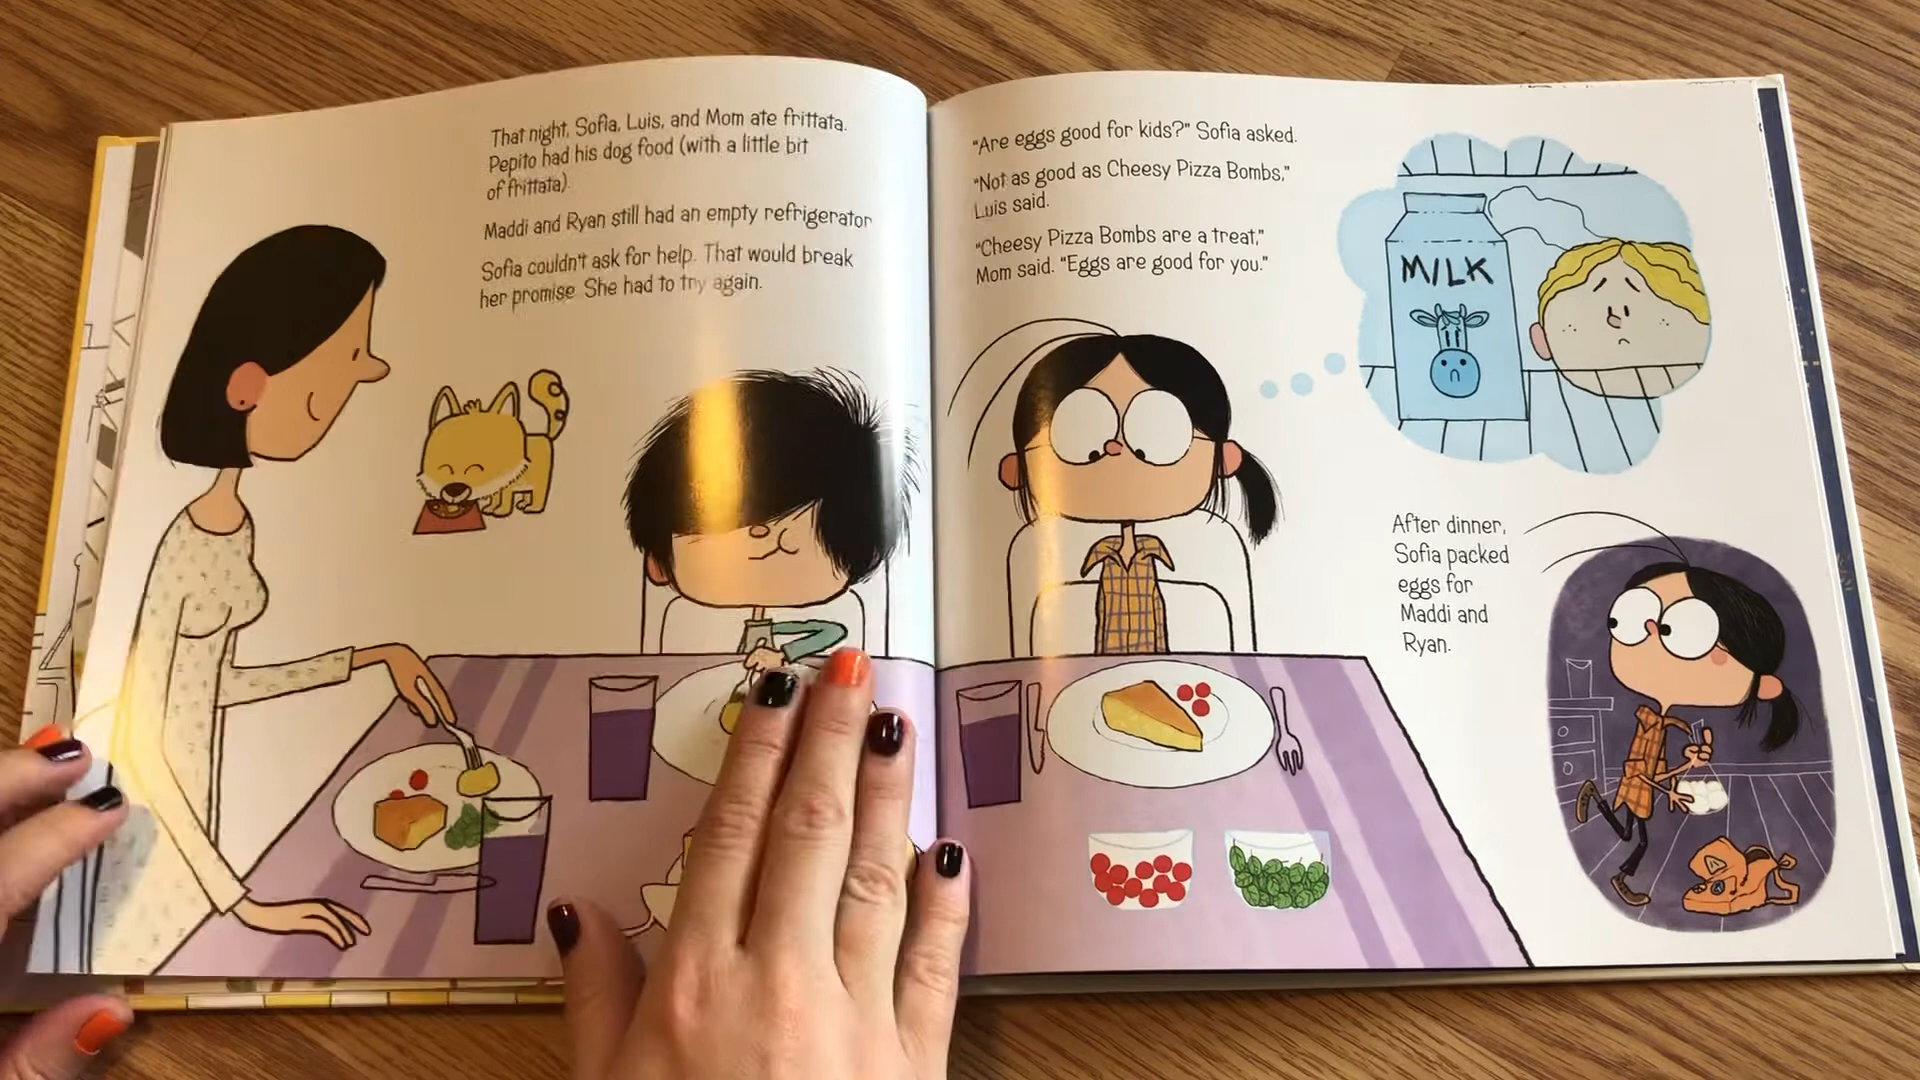 That night, Sofia, Luis, and Mom ate frittata.
Pepito had his dog food (with a little bit
of frittata).
Maddi and Ryan still had an empty refrigerator
Sofia couldn't ask for help. That would break
her promise. She had to try again.
"Are eggs good for kids?" Sofia asked.
"Not as good as Cheesy Pizza Bombs,"
Luis said.
"Cheesy Pizza Bombs are a treat,"
Mom said. "Eggs are good for you."
MILK
After dinner,
Sofia packed
eggs for
Maddi and
Ryan.